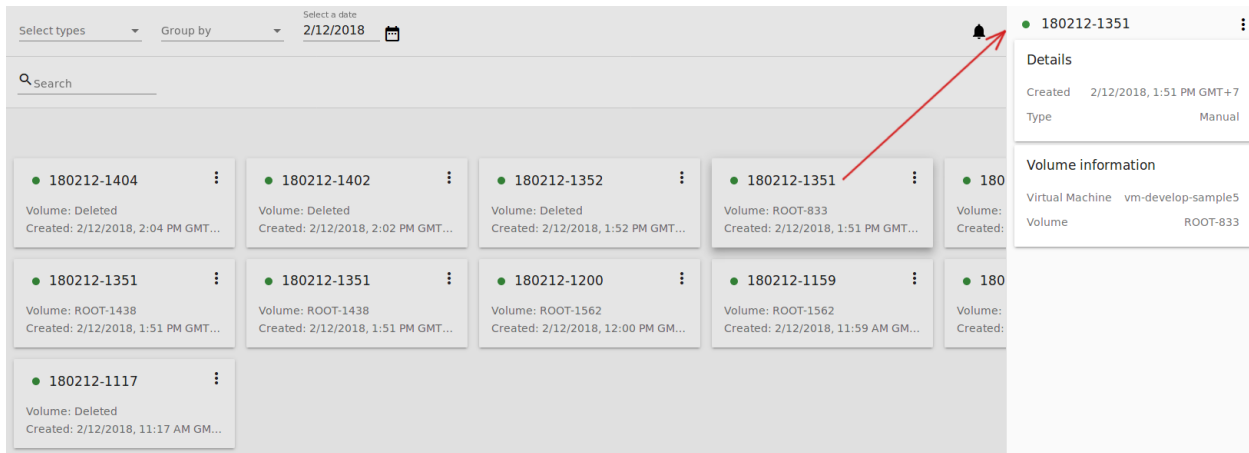 Select types
Group by
Select a date
2/12/2018
Search
180212-1404
Volume: Deleted
Created: 2/12/2018, 2:04 PM GMT...
180212-1402
Volume: Deleted
Created: 2/12/2018, 2:02 PM GMT...
180212-1352
Volume: Deleted
Created: 2/12/2018, 1:52 PM GMT...
180212-1351
Volume: ROOT-833
Created: 2/12/2018, 1:51 PM GMT...
180
Volume:
Created:
180212-1351
Volume: ROOT-1438
Created: 2/12/2018, 1:51 PM GMT...
180212-1351
Volume: ROOT-1438
Created: 2/12/2018, 1:51 PM GMT...
180212-1200
Volume: ROOT-1562
Created: 2/12/2018, 12:00 PM GM...
180212-1159
Volume: ROOT-1562
Created: 2/12/2018, 11:59 AM GM...
180
Volume:
Created:
180212-1117
Volume: Deleted
Created: 2/12/2018, 11:17 AM GM...
180212-1351
Details
Created 2/12/2018, 1:51 PM GMT+7
Type Manual
Volume information
Virtual Machine vm-develop-sample5
Volume ROOT-833